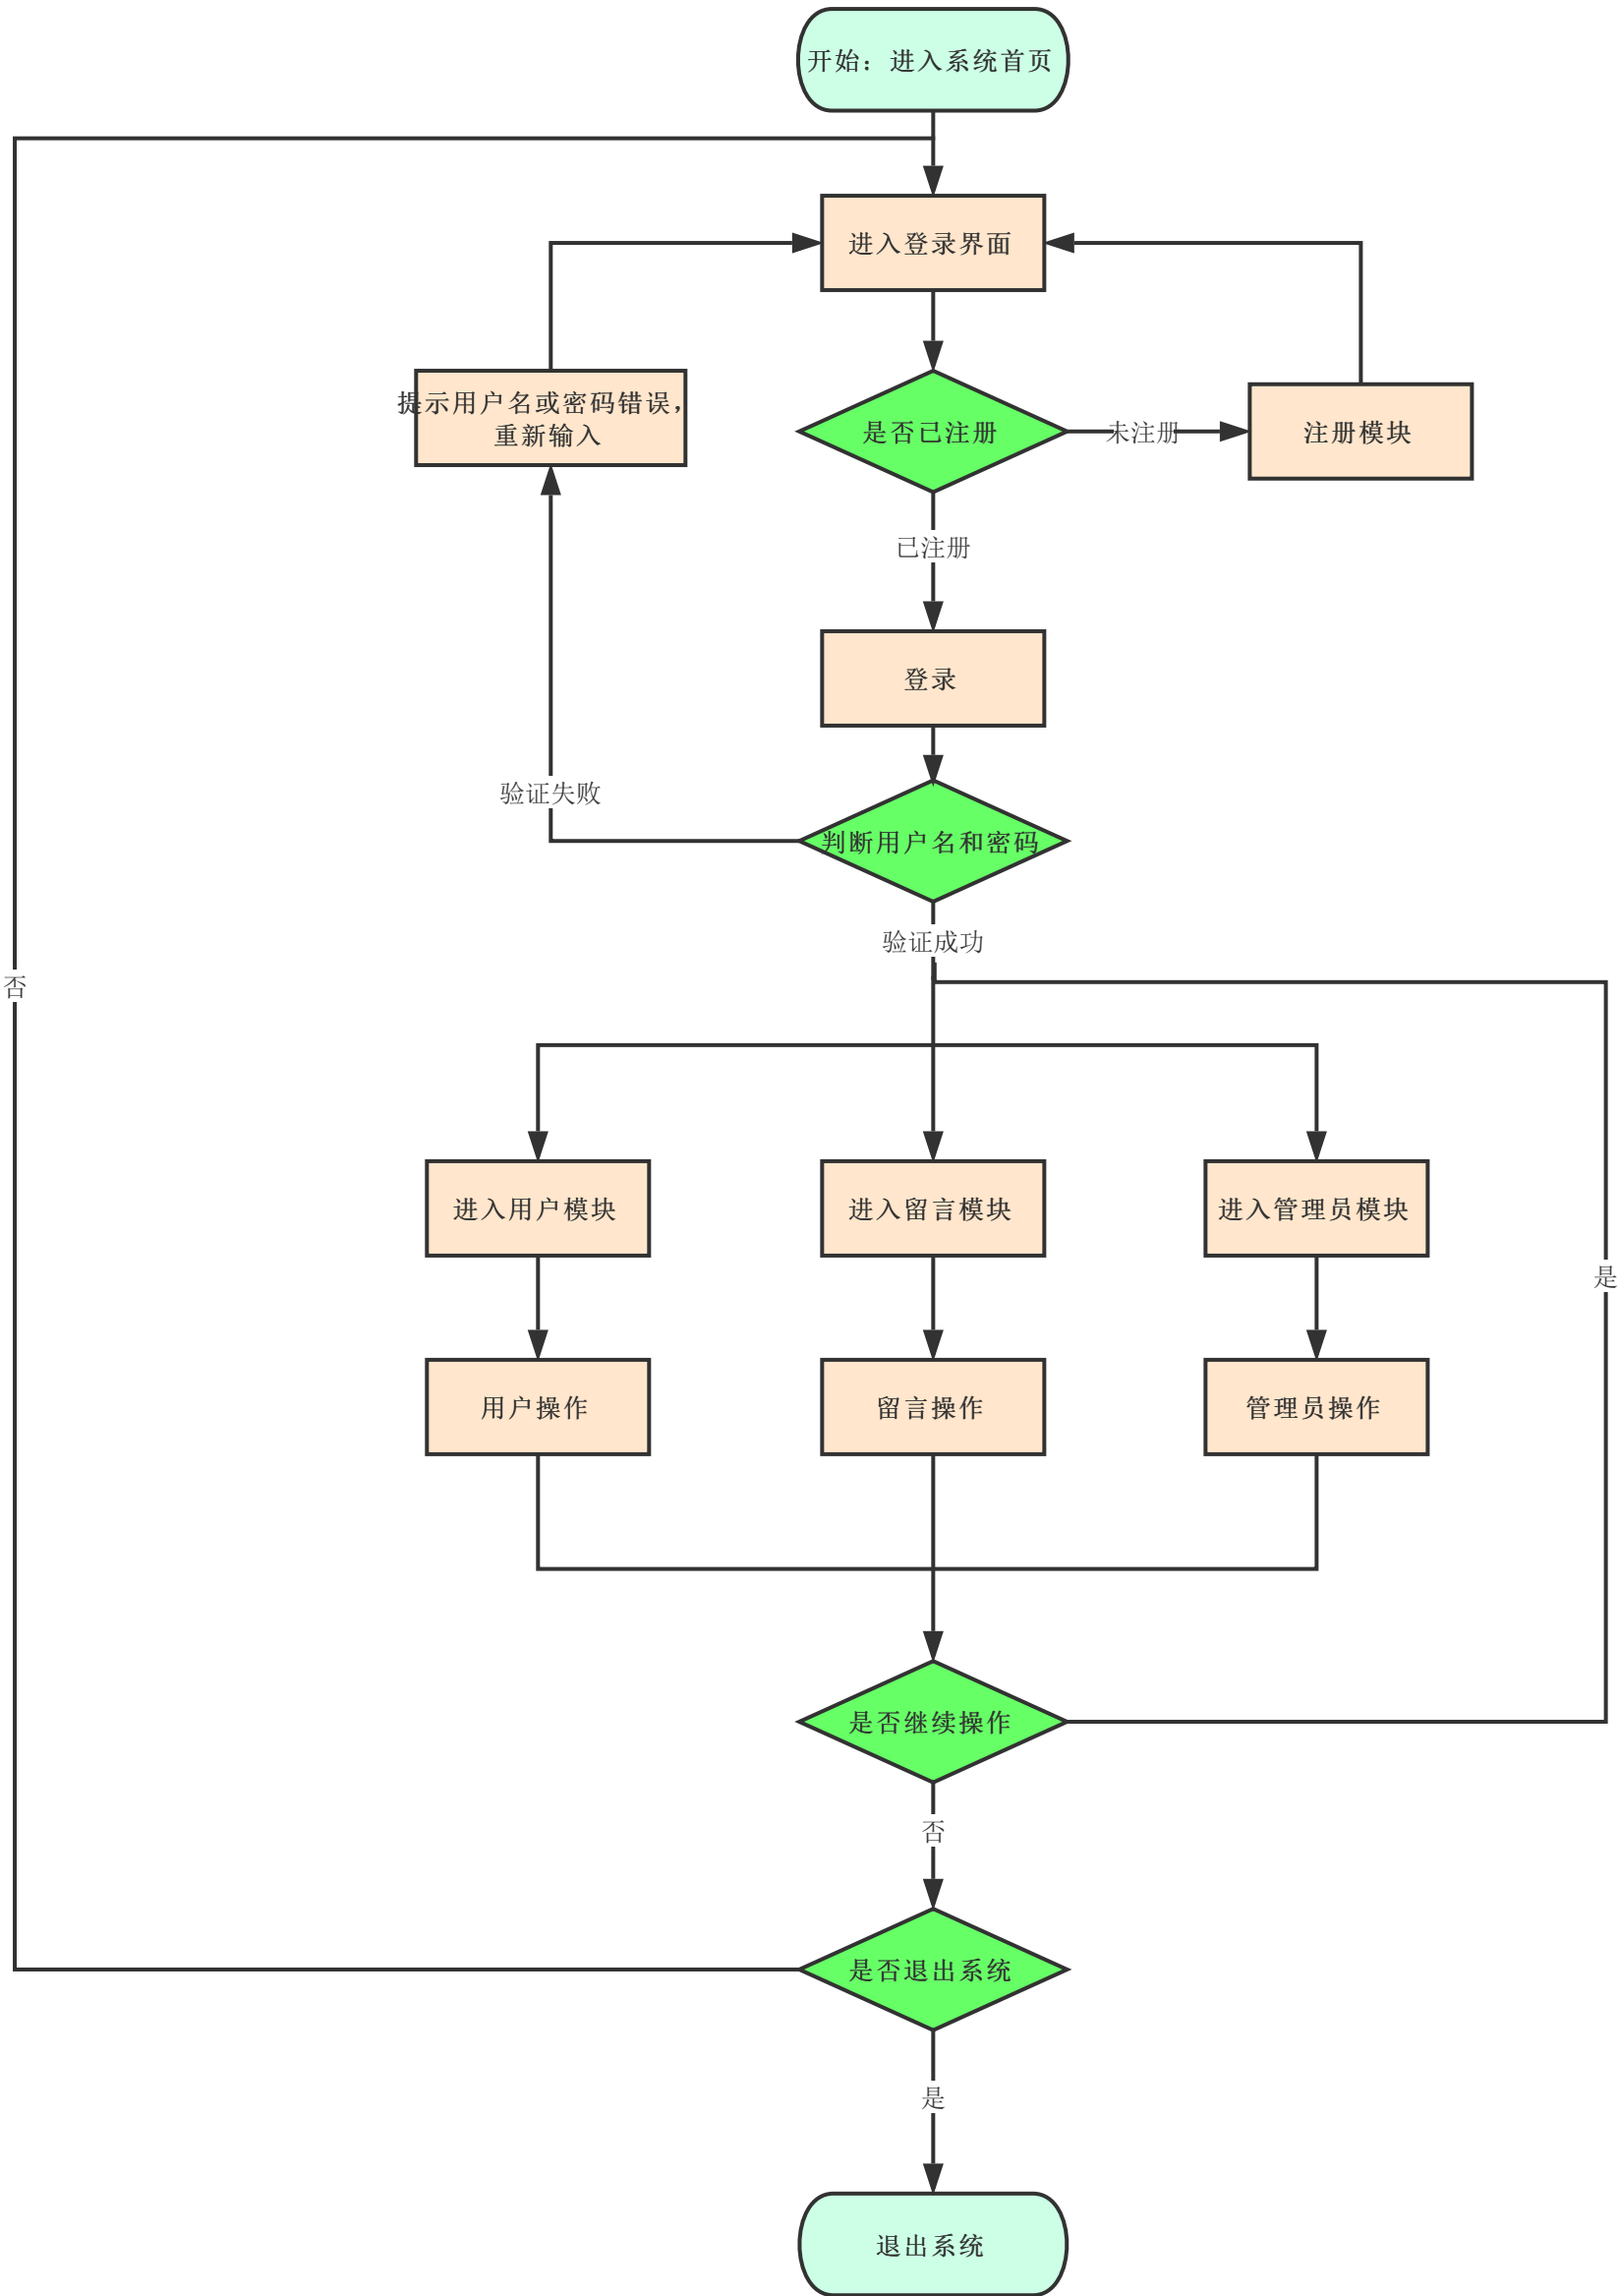 开始：进入系统首页
进入登录界面
提示用户名或密码错误，
重新输入
是否已注册
未注册
注册模块
已注册
登录
验证失败
判断用户名和密码
验证成功
否
进入用户模块
进入留言模块
进入管理员模块
是
用户操作
留言操作
管理员操作
是否继续操作
否
是否退出系统
是
退出系统